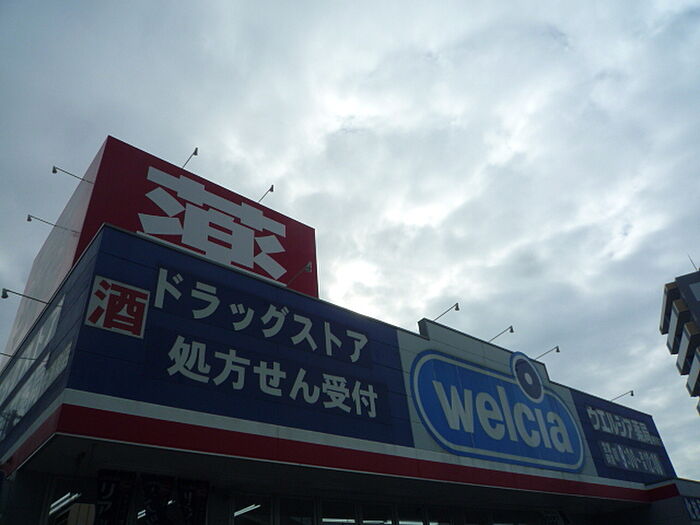 薬
酒
ドラッグストア
処方せん受付
welcia
ウエルシア薬局